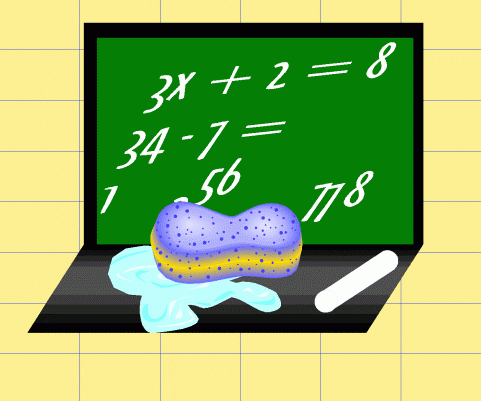 3x + 2 = 8
34 - 7 =
1 - 56 778